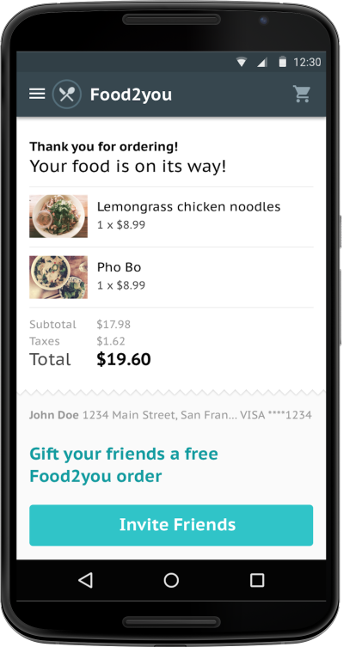 12:30
Food2you
Thank you for ordering!
Your food is on its way!
Lemongrass chicken noodles
1 x $8.99
Pho Bo
1 x $8.99
Subtotal $17.98
Taxes $1.62
Total $19.60
John Doe 1234 Main Street, San Fran... VISA ****1234
Gift your friends a free
Food2you order
Invite Friends